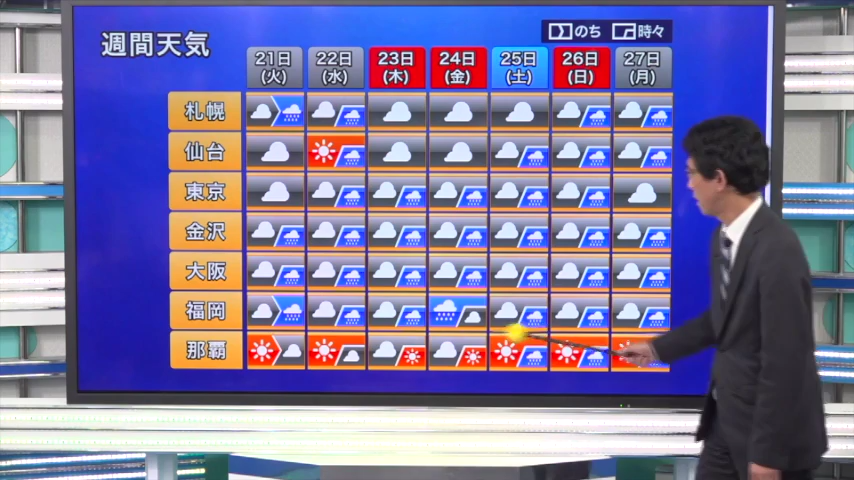 週間天気
のち 時々
21日 22日 23日 24日 25日 26日 27日
(火) (水) (木) (金) (土) (日) (月)
札幌
仙台
東京
金沢
大阪
福岡
那覇